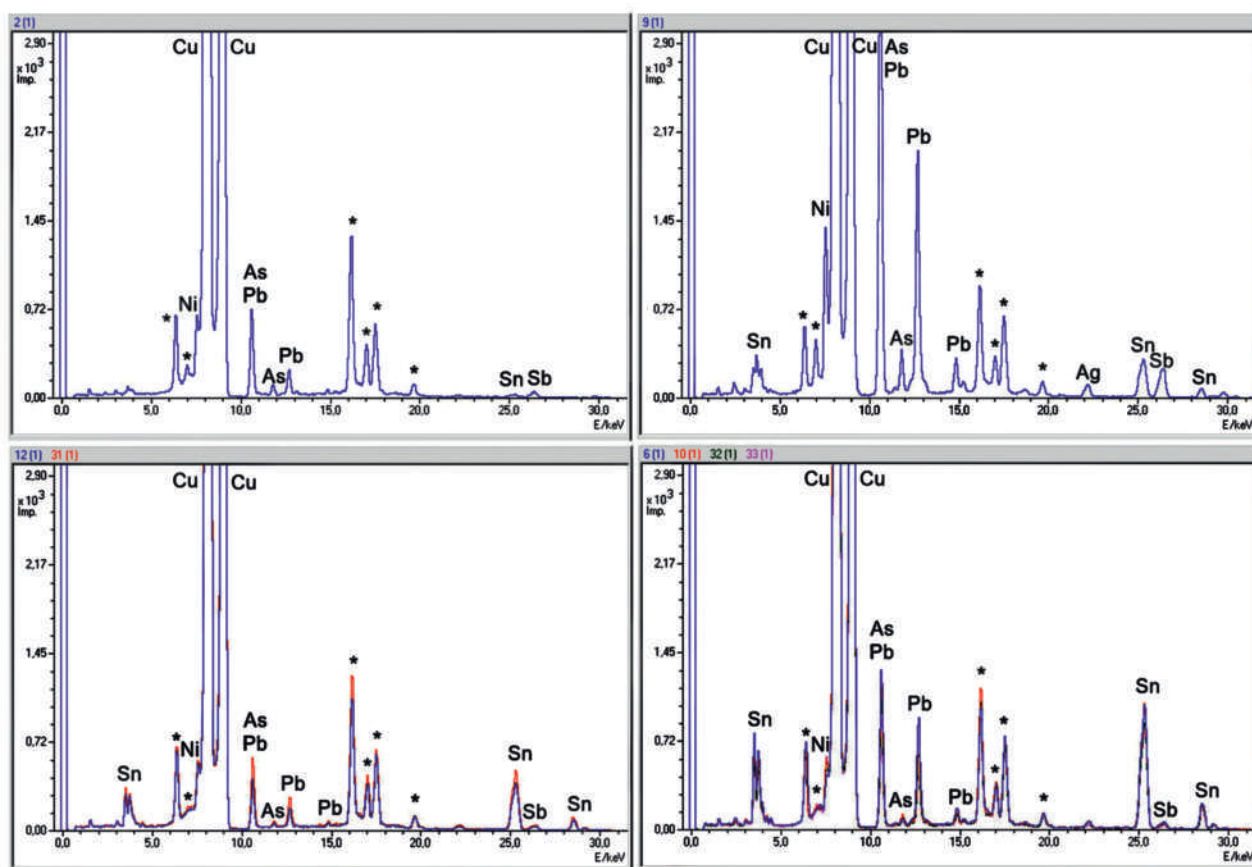 2 (1)
2,90
x 10³
Imp.
2,17
1,45
0,72
0,00
Cu Cu
* * Ni
As
Pb
As Pb
* * * *
Sn Sb
0,0 5,0 10,0 15,0 20,0 25,0 30,0
E/keV
9 (1)
2,90
x 10³
Imp.
2,17
1,45
0,72
0,00
Cu Cu As
Pb
Pb
Ni
Sn * * As Pb * * * * Ag Sn Sb Sn
0,0 5,0 10,0 15,0 20,0 25,0 30,0
E/keV
12 (1) 31 (1)
2,90
x 10³
Imp.
2,17
1,45
0,72
0,00
Cu Cu
Sn * * Ni
As
Pb
As Pb Pb * * * * Sn Sb Sn
0,0 5,0 10,0 15,0 20,0 25,0 30,0
E/keV
6 (1) 10 (1) 32 (1) 33 (1)
2,90
x 10³
Imp.
2,17
1,45
0,72
0,00
Cu Cu
As
Pb
Sn * * Ni As Pb Pb * * * * Sn Sb Sn
0,0 5,0 10,0 15,0 20,0 25,0 30,0
E/keV